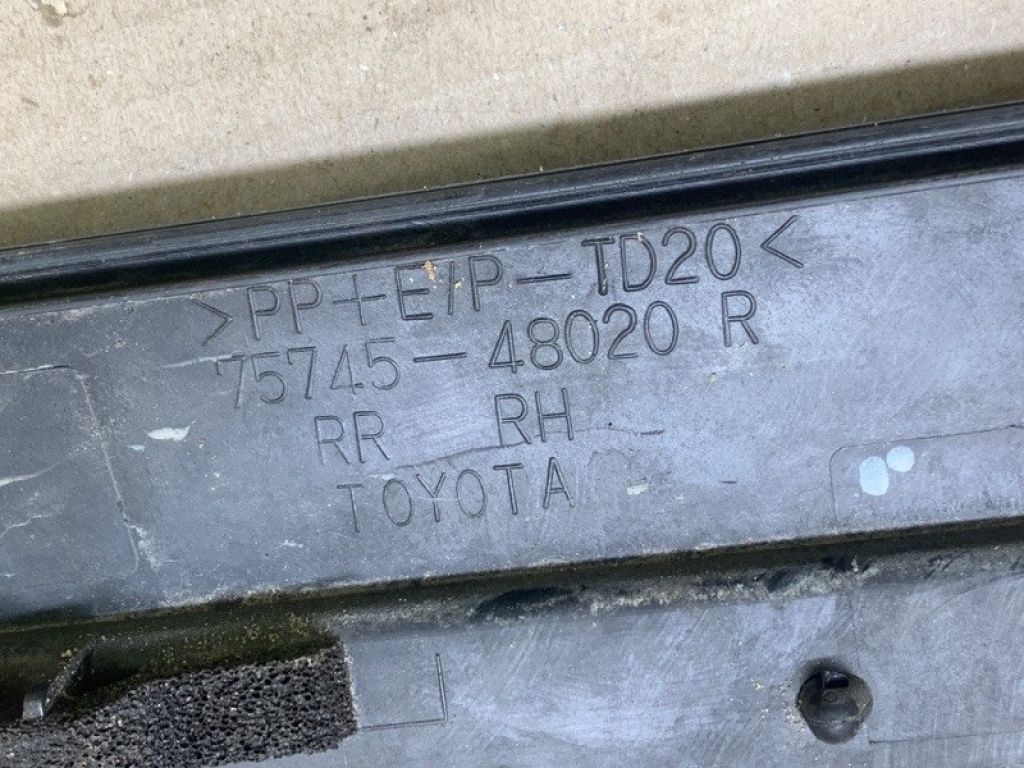 >PP+E/P-TD20<
75745-48020 R
RR RH
TOYOTA